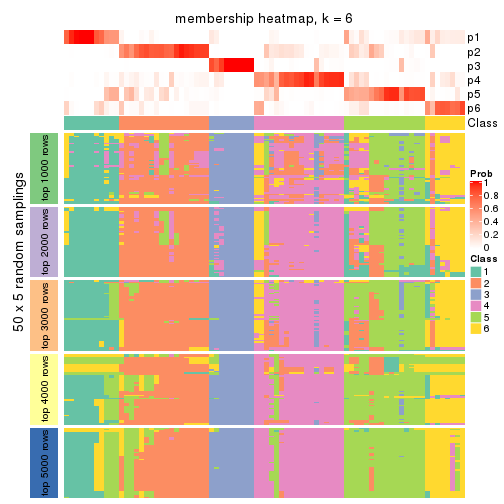 membership heatmap, k = 6
p1
p2
p3
p4
p5
p6
Class
50 x 5 random samplings
top 1000 rows
top 2000 rows
top 3000 rows
top 4000 rows
top 5000 rows
Prob
1
0.8
0.6
0.4
0.2
0
Class
1
2
3
4
5
6